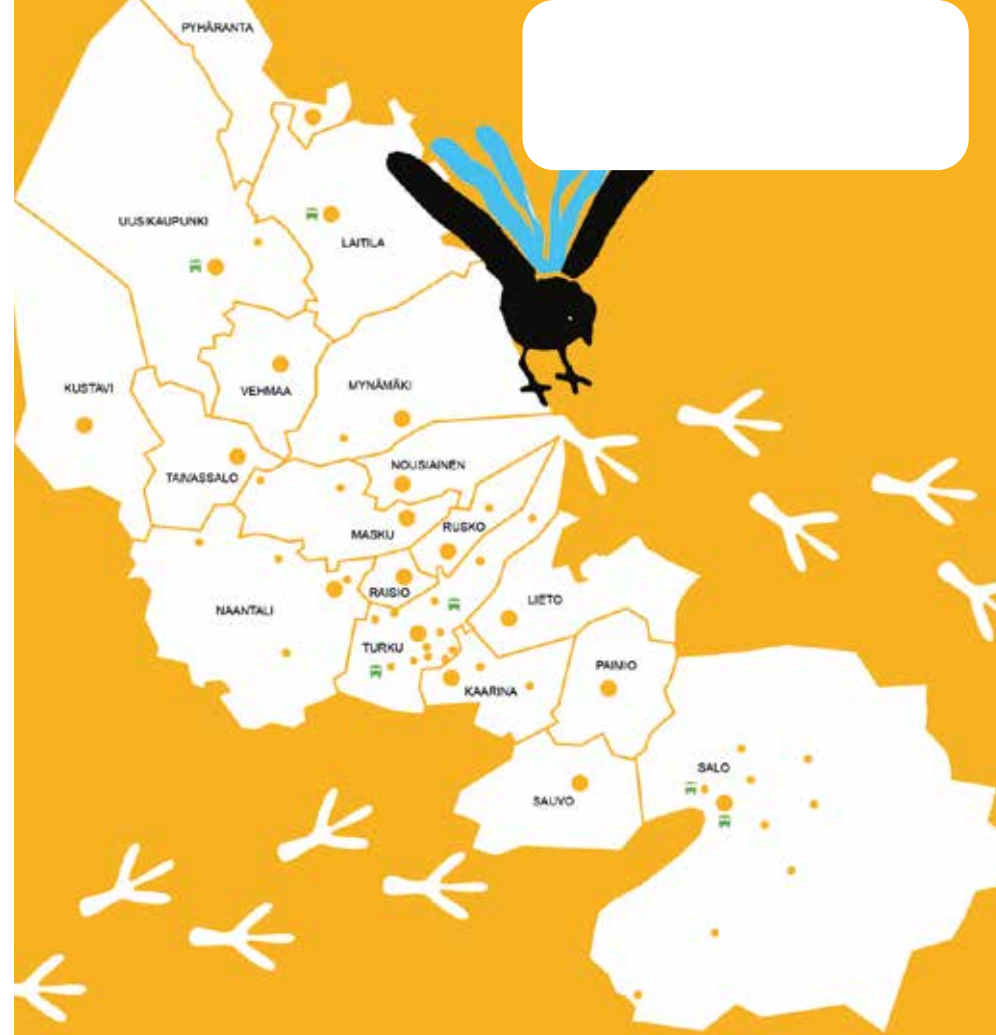 PYHÄRANTA
UUSIKAUPUNKI
LAITILA
KUSTAVI
VEHMAA
MYNÄMÄKI
TAIVASSALO
NOUSIAINEN
MASKU
RUSKO
NAANTALI
RAISIO
LIETO
TURKU
KAARINA
PAIMIO
SALO
SAUVO